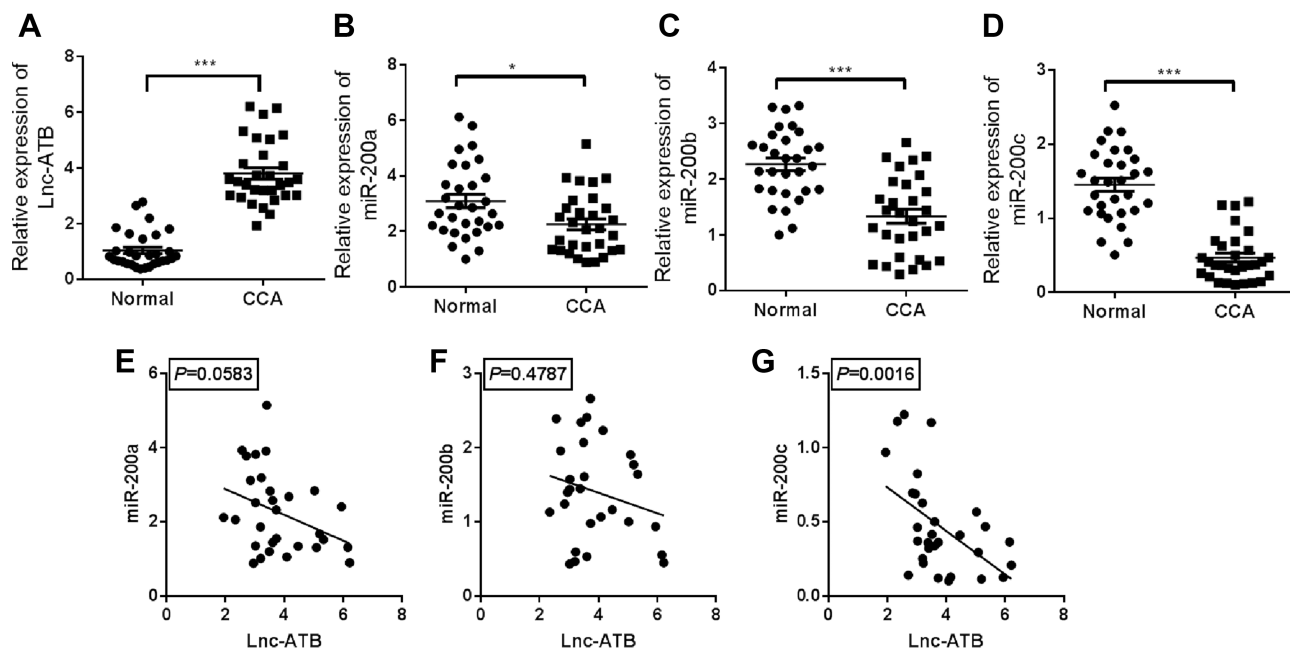 A
Relative expression of
Lnc-ATB
8
6
4
2
0
***
Normal
CCA
B
Relative expression of
miR-200a
8
6
4
2
0
*
Normal
CCA
C
Relative expression of
miR-200b
4
3
2
1
0
***
Normal
CCA
D
Relative expression of
miR-200c
3
2
1
0
***
Normal
CCA
E
P=0.0583
miR-200a
6
4
2
0
0
2
4
6
8
Lnc-ATB
F
P=0.4787
miR-200b
3
2
1
0
0
2
4
6
8
Lnc-ATB
G
P=0.0016
miR-200c
1.5
1.0
0.5
0.0
0
2
4
6
8
Lnc-ATB